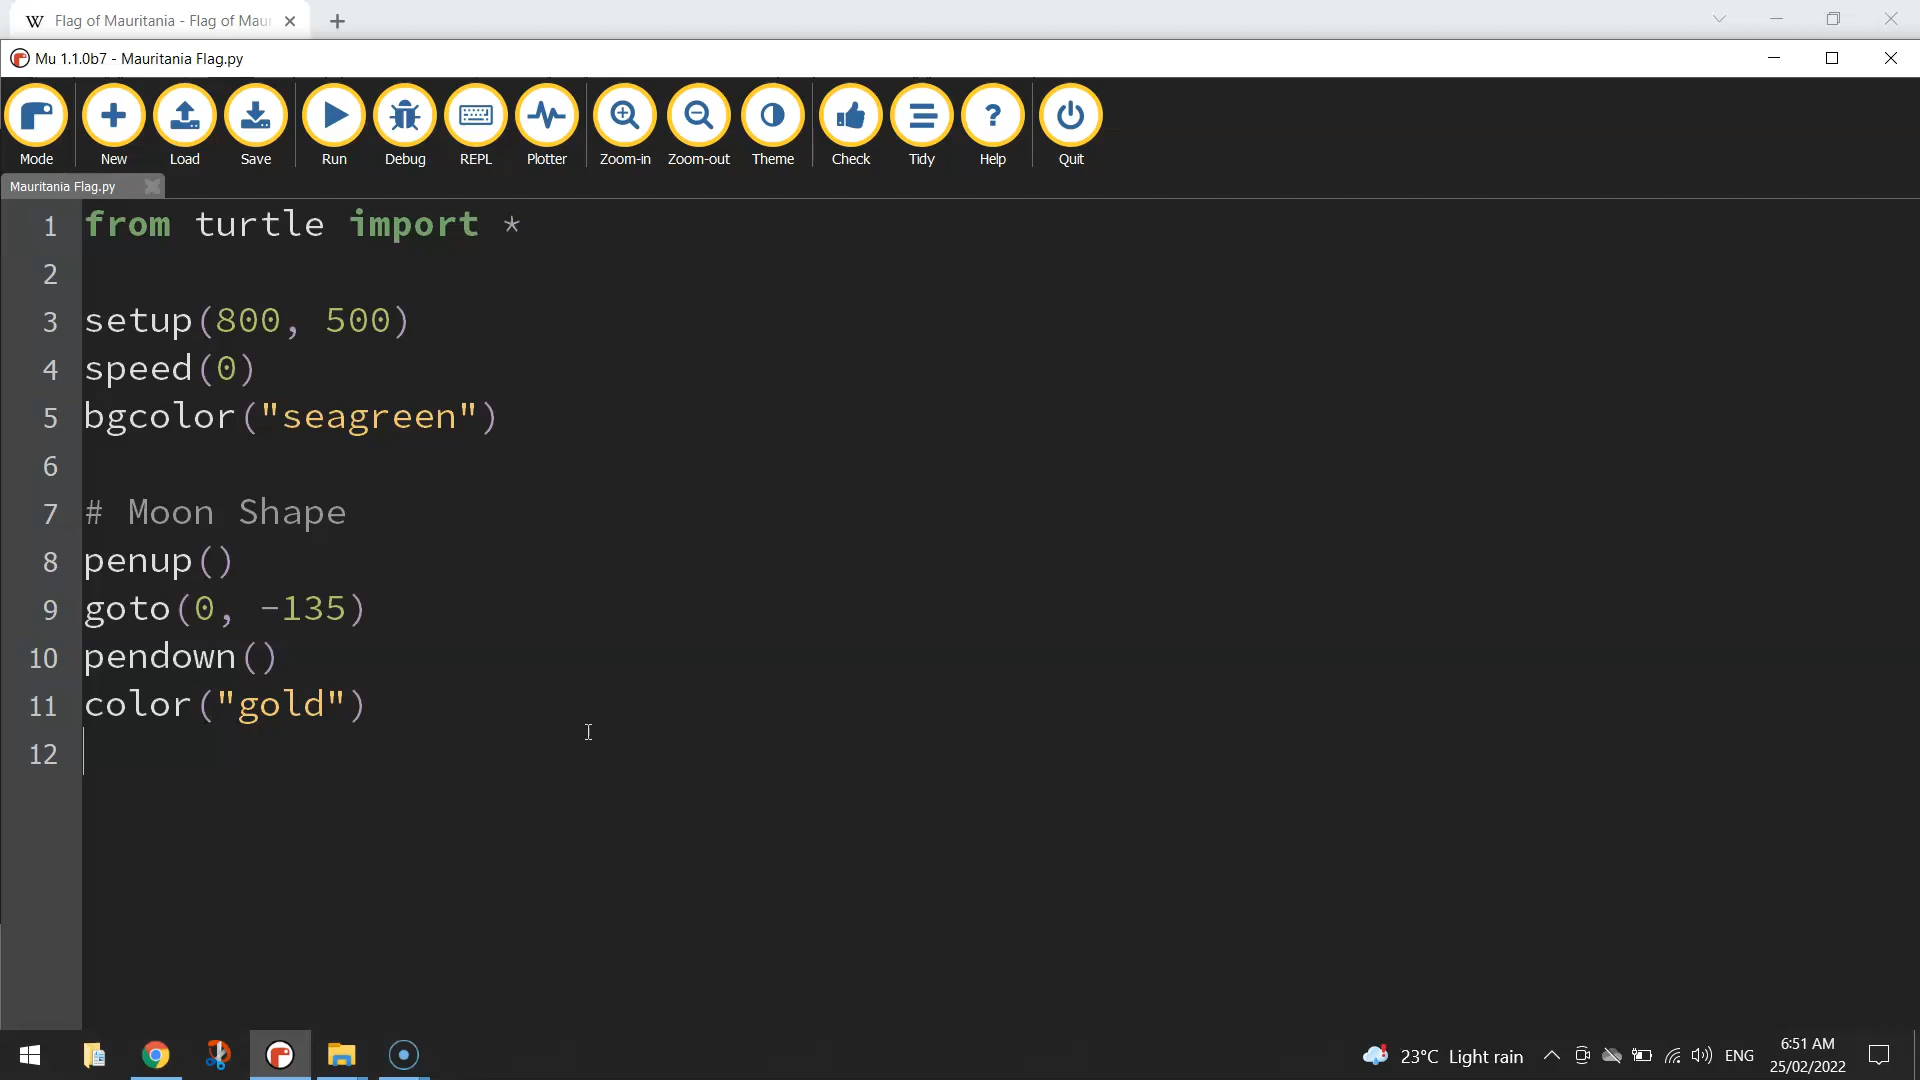 Flag of Mauritania - Flag of Mau
Mu 1.1.0b7 - Mauritania Flag.py
Mode New Load Save Run Debug REPL Plotter Zoom-in Zoom-out Theme Check Tidy Help Quit
Mauritania Flag.py
1 from turtle import *
2
3 setup(800, 500)
4 speed(0)
5 bgcolor("seagreen")
6
7 # Moon Shape
8 penup()
9 goto(0, -135)
10 pendown()
11 color("gold")
12
23°C Light rain ENG
6:51 AM
25/02/2022